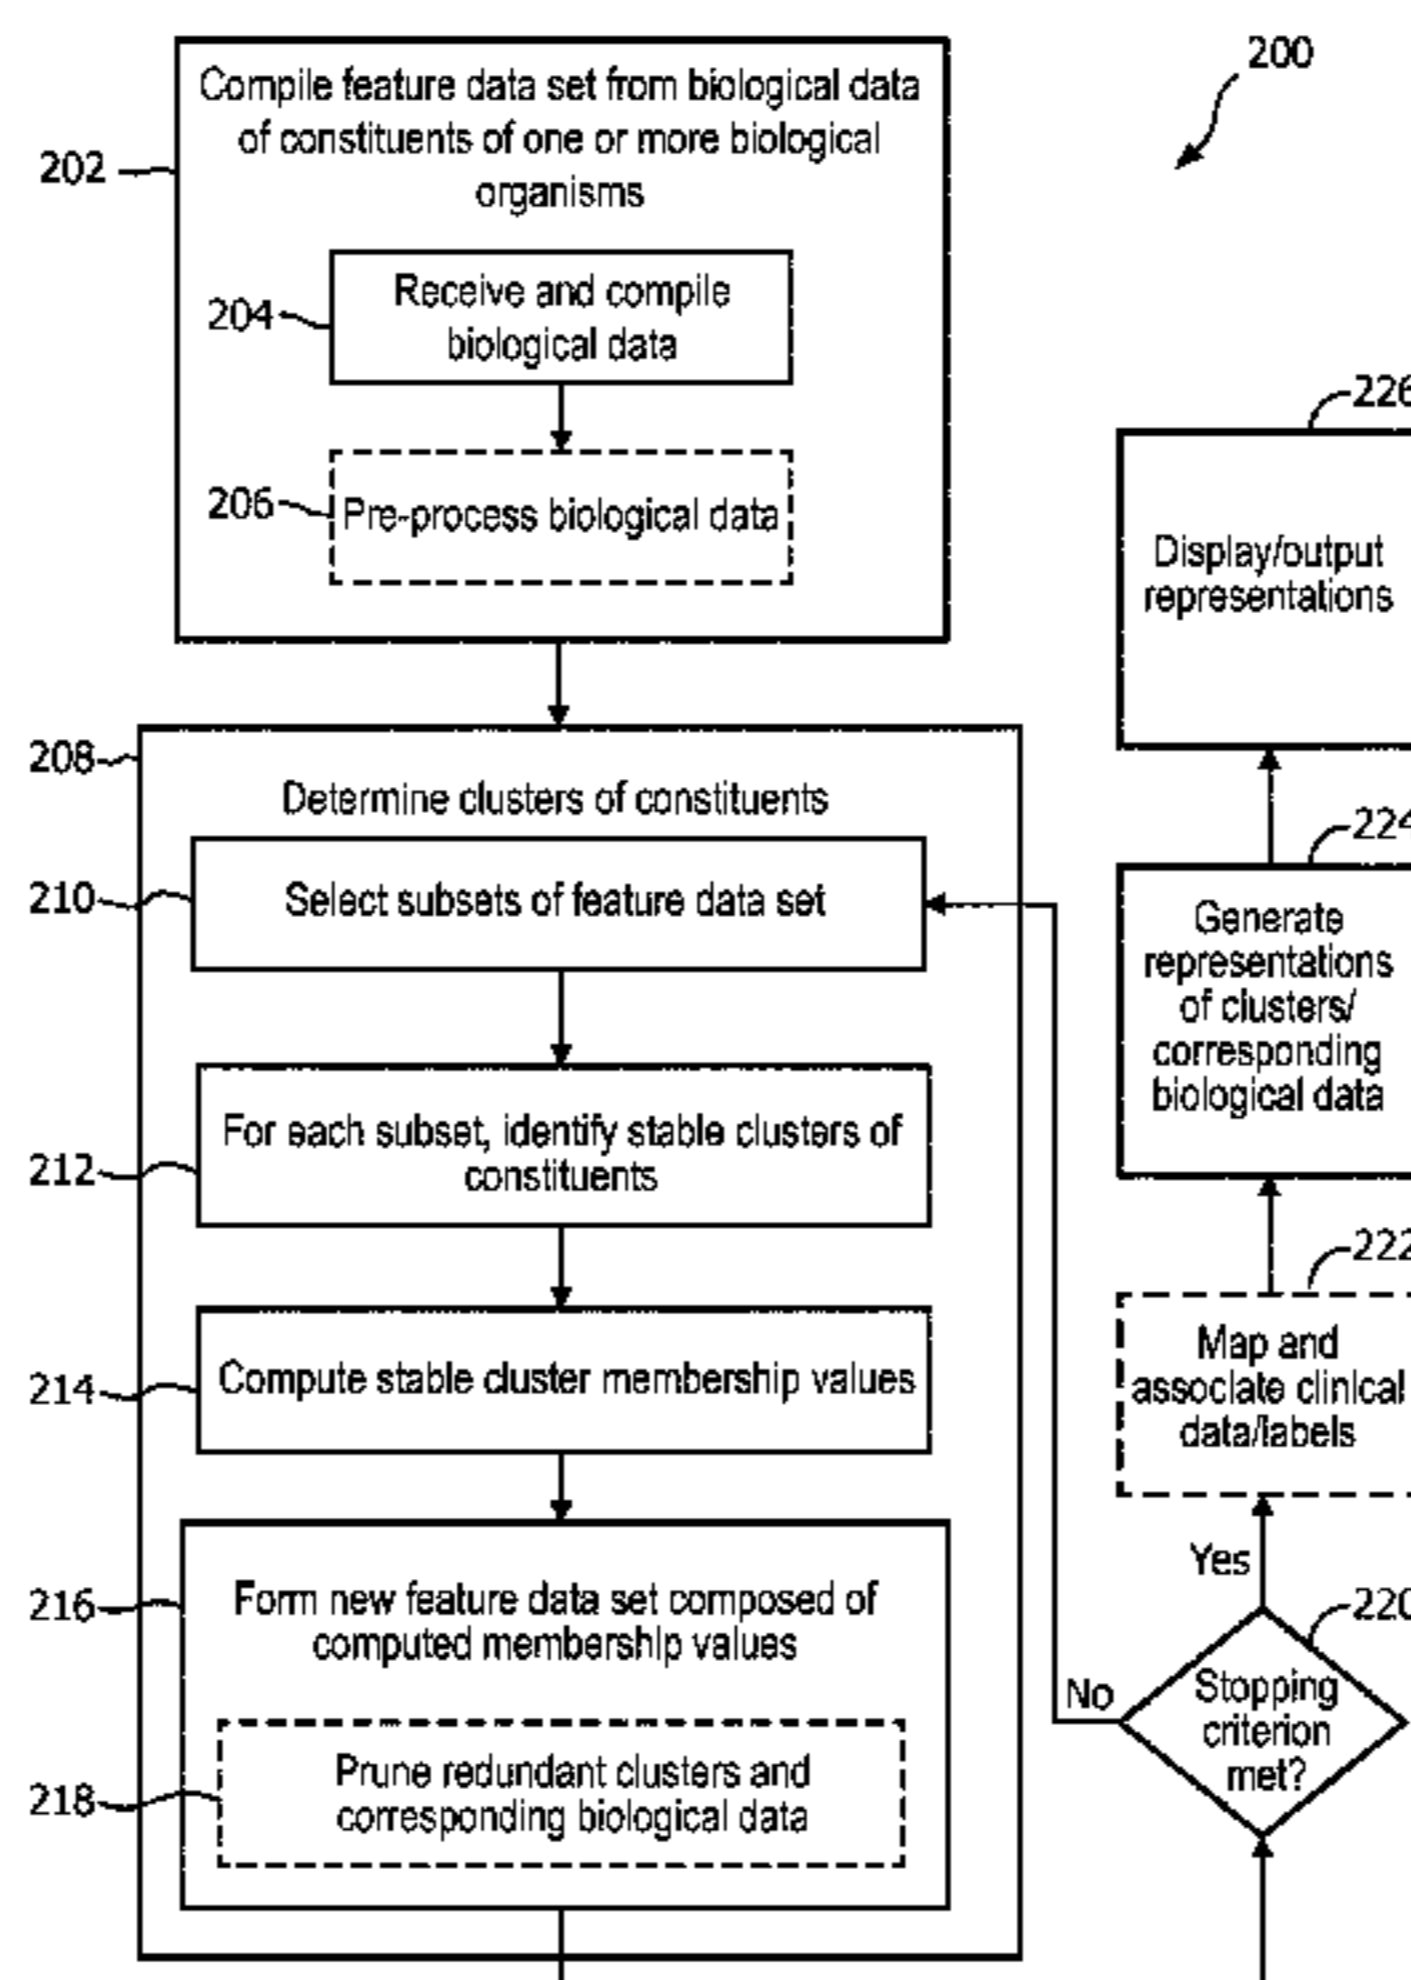 200
Compile feature data set from biological data
of constituents of one or more biological
organisms
202
204
Receive and compile
biological data
206
Pre-process biological data
208
Determine clusters of constituents
210
Select subsets of feature data set
212
For each subset, identify stable clusters of
constituents
214
Compute stable cluster membership values
216
Form new feature data set composed of
computed membership values
218
Prune redundant clusters and
corresponding biological data
226
Display/output
representations
224
Generate
representations
of clusters/
corresponding
biological data
222
Map and
associate clinical
data/labels
Yes
220
No
Stopping
criterion
met?